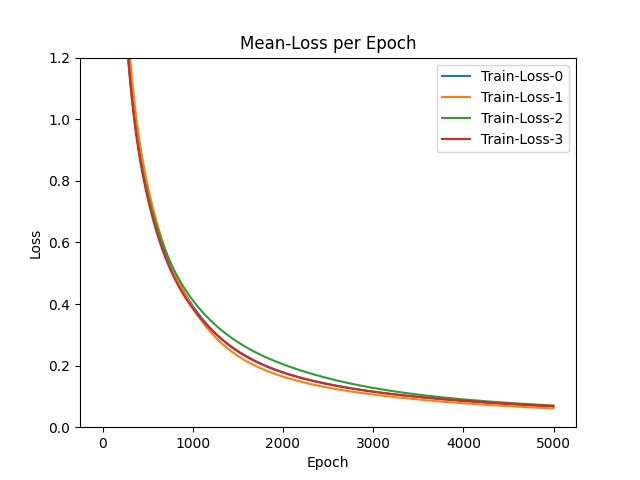 Mean-Loss per Epoch
1.2
1.0
0.8
0.6
0.4
0.2
0.0
Loss
Train-Loss-0
Train-Loss-1
Train-Loss-2
Train-Loss-3
0 1000 2000 3000 4000 5000
Epoch